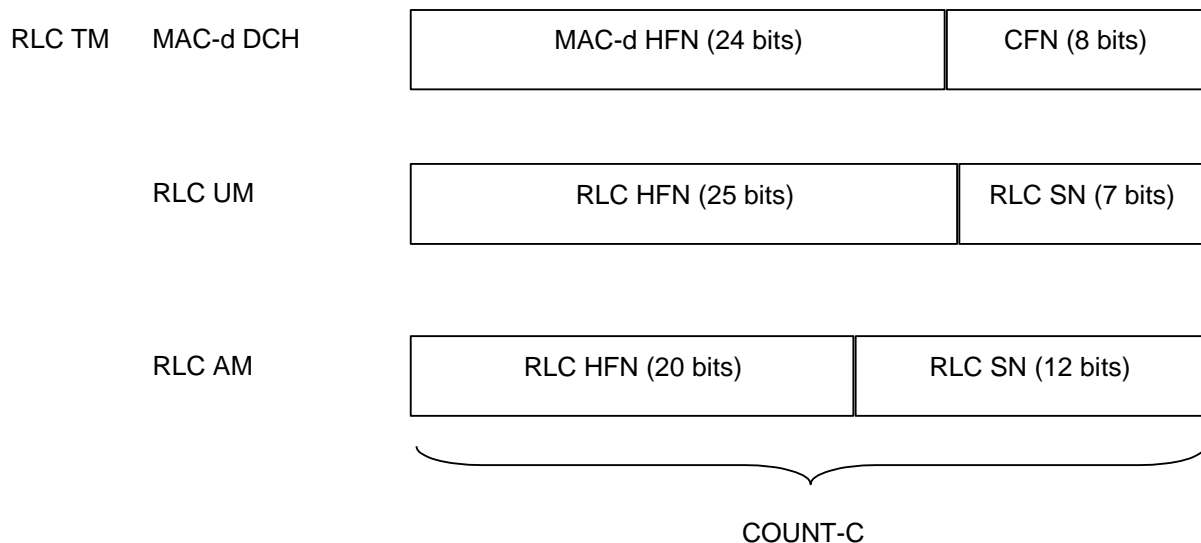 RLC TM MAC-d DCH MAC-d HFN (24 bits) CFN (8 bits)
RLC UM RLC HFN (25 bits) RLC SN (7 bits)
RLC AM RLC HFN (20 bits) RLC SN (12 bits)
COUNT-C